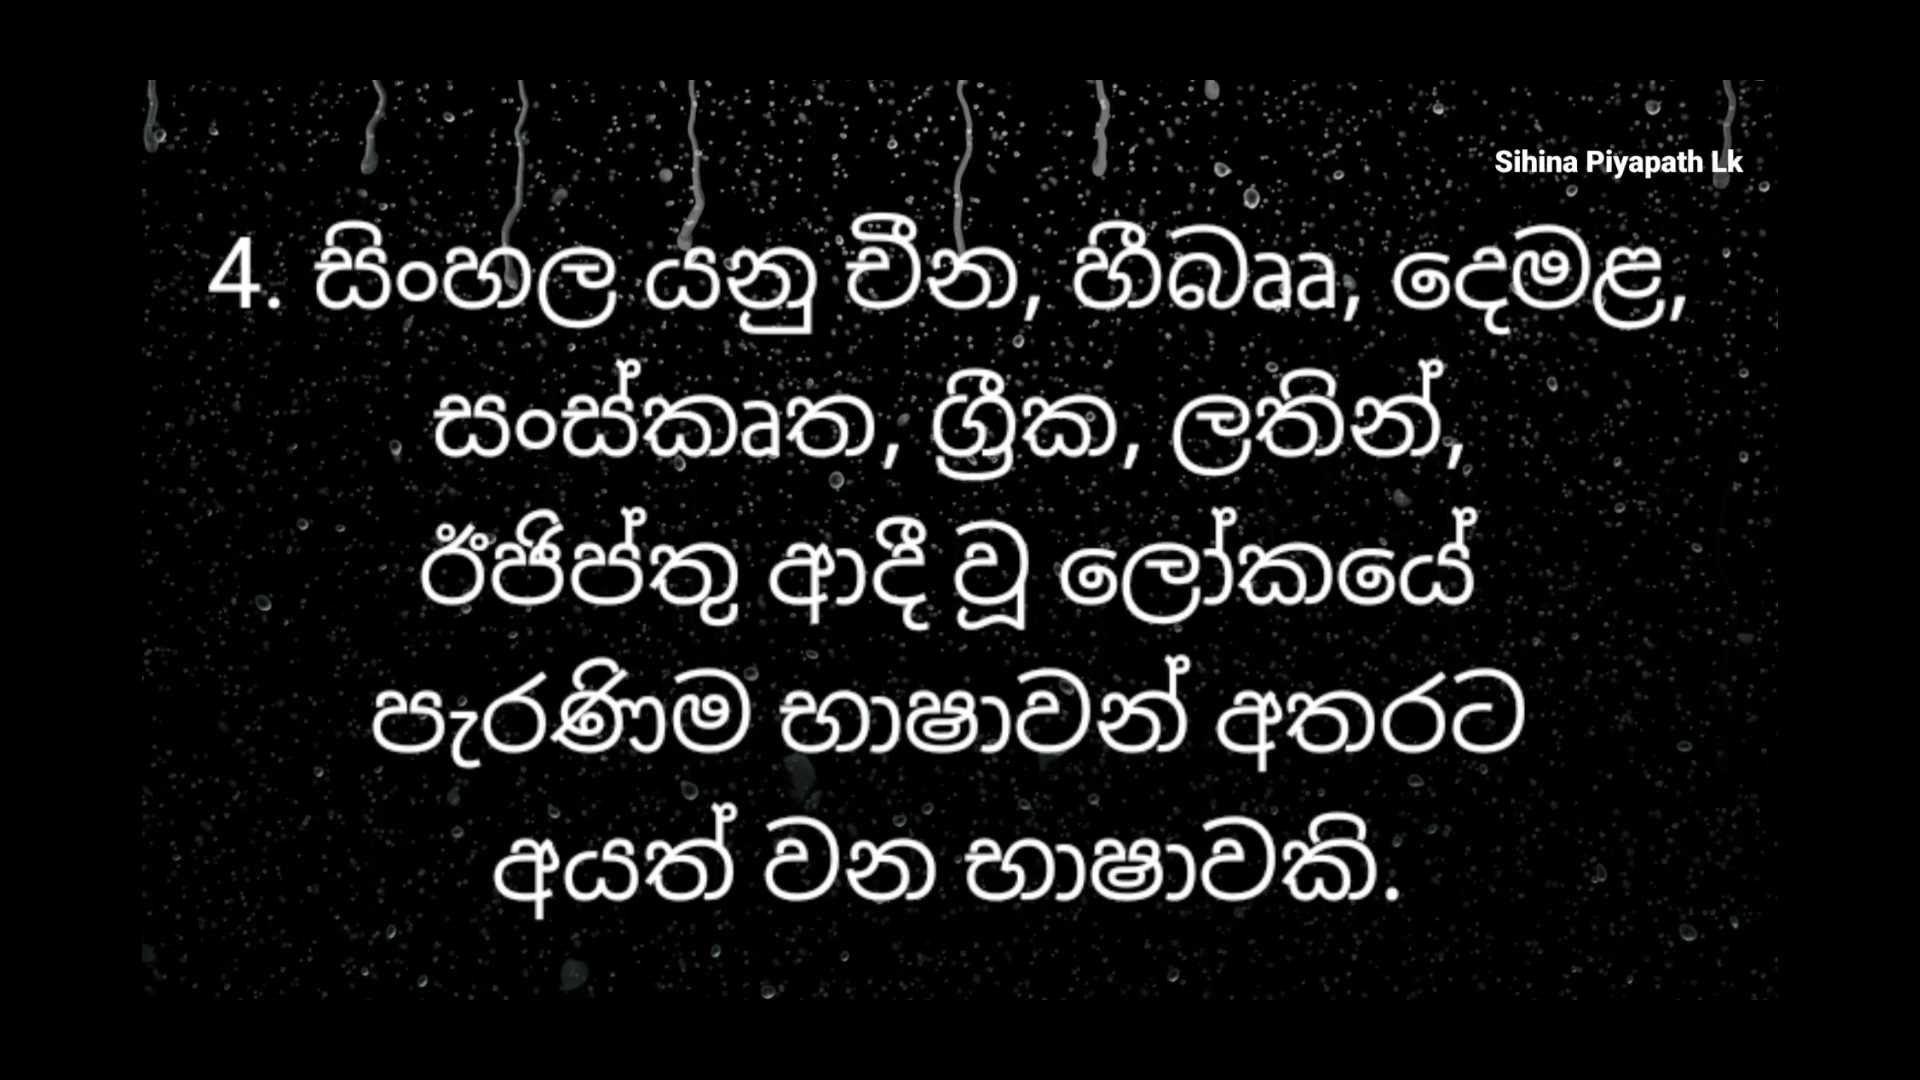 Sihina Piyapath Lk
4. සිංහල යනු චීන, හීබෲ, දෙමළ,
සංස්කෘත, ග්‍රීක, ලතින්,
ඊජිප්තු ආදී වූ ලෝකයේ
පැරණිම භාෂාවන් අතරට
අයත් වන භාෂාවකි.